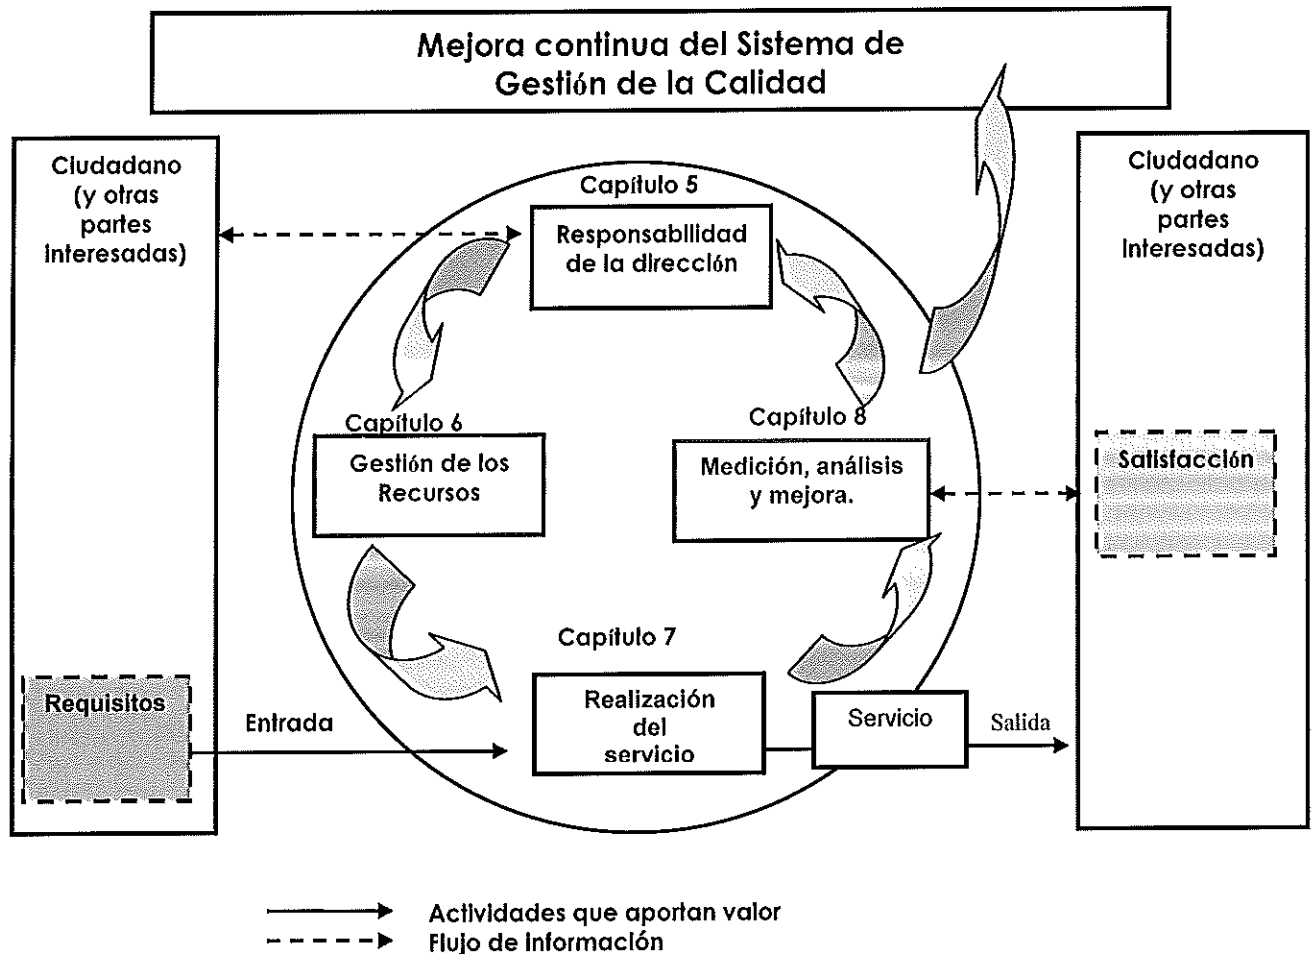 Mejora continua del Sistema de
Gestión de la Calidad
Ciudadano
(y otras
partes
interesadas)
Capítulo 5
Responsabilidad
de la dirección
Ciudadano
(y otras
partes
interesadas)
Capítulo 6
Gestión de los
Recursos
Capítulo 8
Medición, análisis
y mejora.
Satisfacción
Capítulo 7
Requisitos
Entrada
Realización
del
servicio
Servicio
Salida
Actividades que aportan valor
Flujo de información